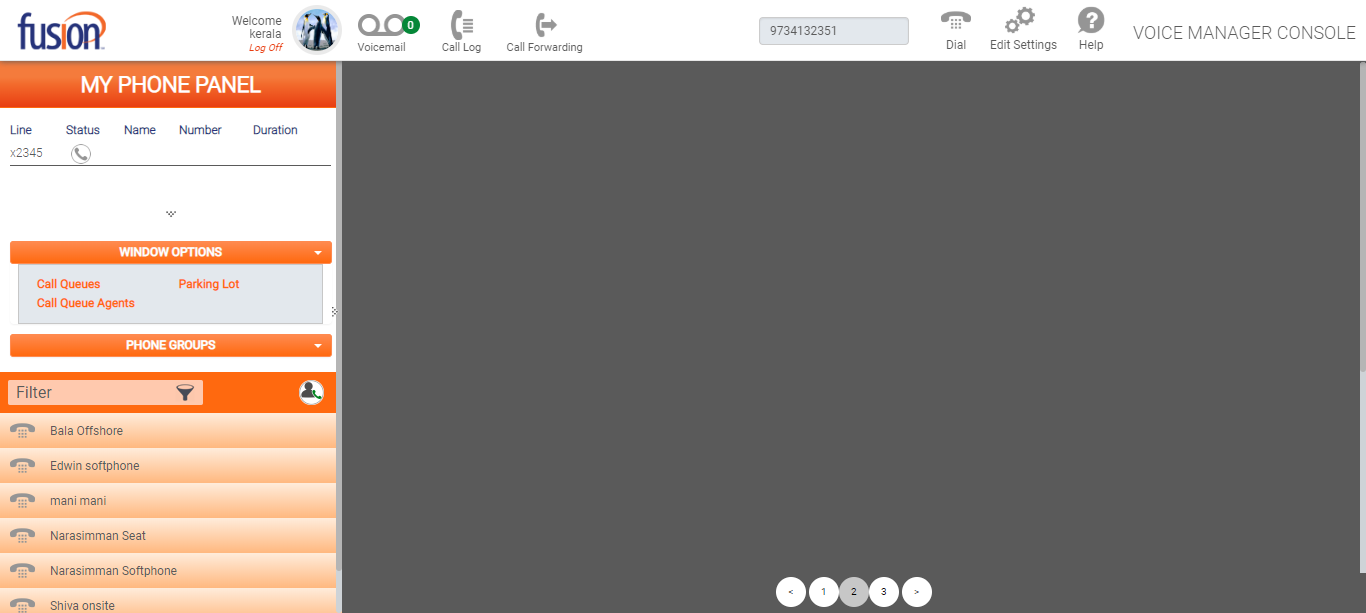 fusion
Welcome
kerala
Log Off
Voicemail
0
Call Log
Call Forwarding
9734132351
Dial
Edit Settings
Help
VOICE MANAGER CONSOLE
MY PHONE PANEL
Line Status Name Number Duration
x2345
WINDOW OPTIONS
Call Queues Parking Lot
Call Queue Agents
PHONE GROUPS
Filter
Bala Offshore
Edwin softphone
mani mani
Narasimman Seat
Narasimman Softphone
Shiva onsite
< 1 2 3 >